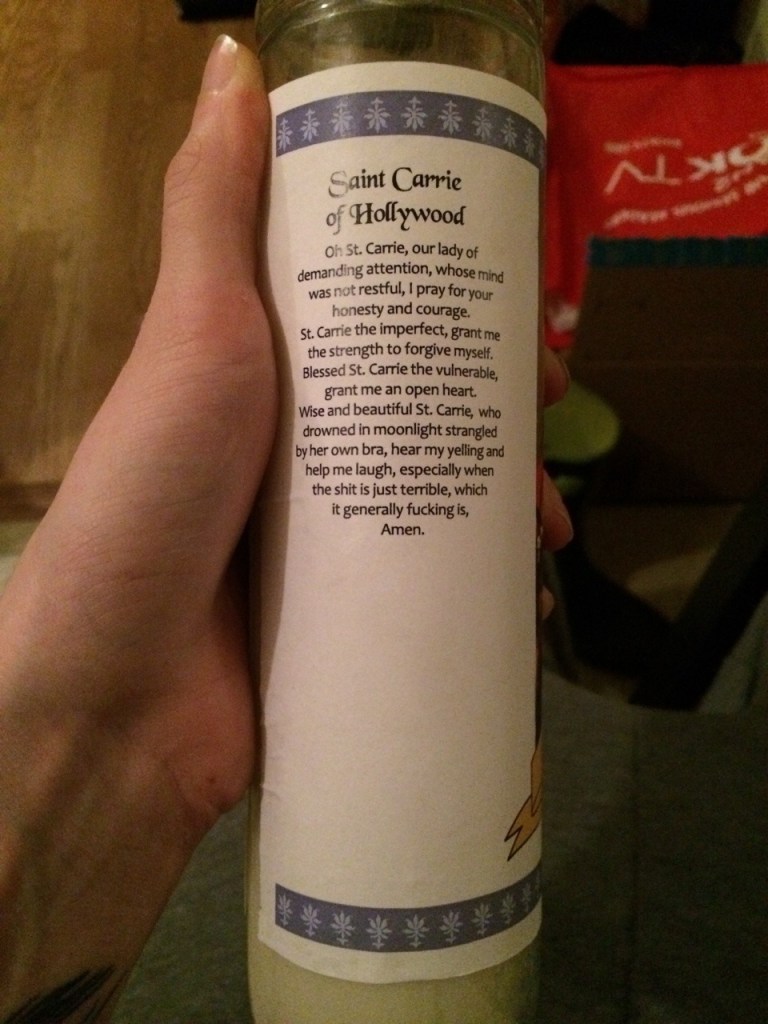 Saint Carrie
of Hollywood
Oh St. Carrie, our lady of
demanding attention, whose mind
was not restful, I pray for your
honesty and courage.
St. Carrie the imperfect, grant me
the strength to forgive myself.
Blessed St. Carrie the vulnerable,
grant me an open heart.
Wise and beautiful St. Carrie, who
drowned in moonlight strangled
by her own bra, hear my yelling and
help me laugh, especially when
the shit is just terrible, which
it generally fucking is,
Amen.
TV